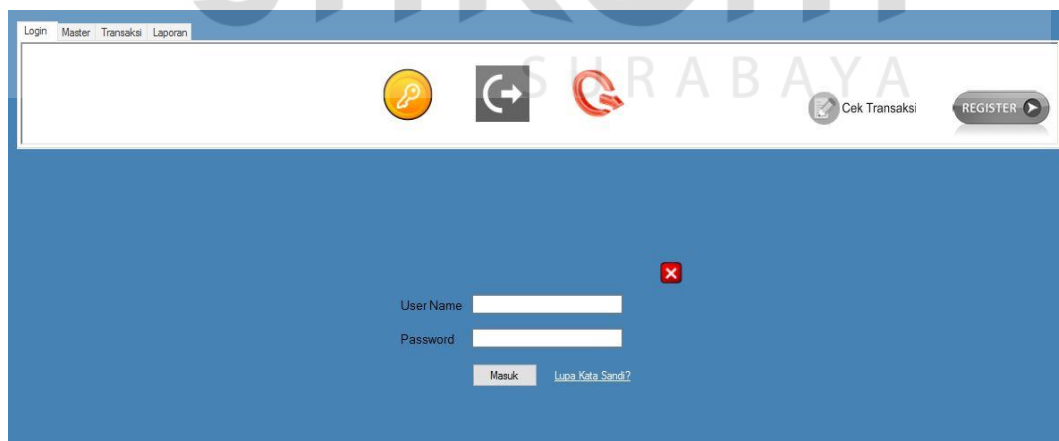 Login Master Transaksi Laporan
SURABAYA
Cek Transaksi
REGISTER
User Name
Password
Masuk Lupa Kata Sandi?